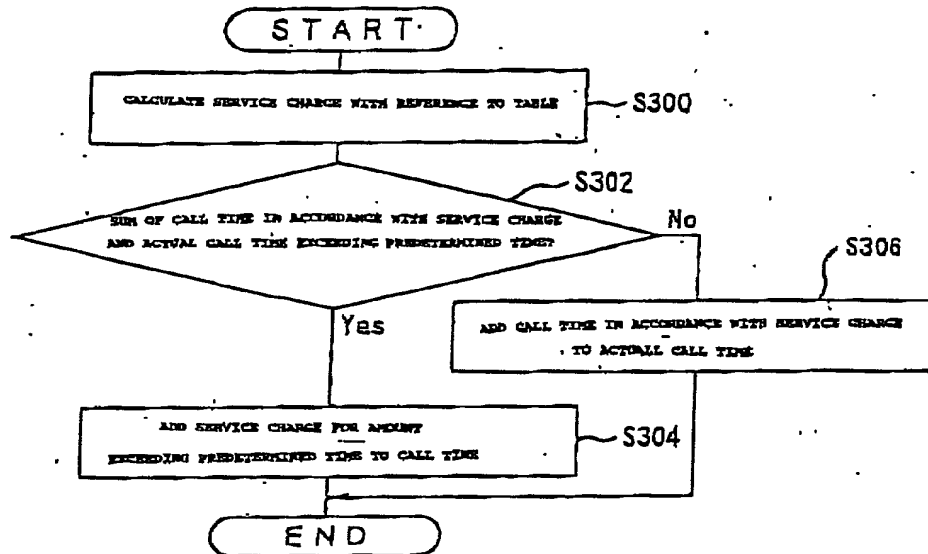 START
CALCULATE SERVICE CHARGE WITH REFERENCE TO TABLE
S300
S302
SUM OF CALL TIME IN ACCORDANCE WITH SERVICE CHARGE
AND ACTUAL CALL TIME EXCEEDING PREDETERMINED TIME?
No
S306
Yes
ADD CALL TIME IN ACCORDANCE WITH SERVICE CHARGE
TO ACTUALL CALL TIME
ADD SERVICE CHARGE FOR AMOUNT
EXCEEDING PREDETERMINED TIME TO CALL TIME
S304
END